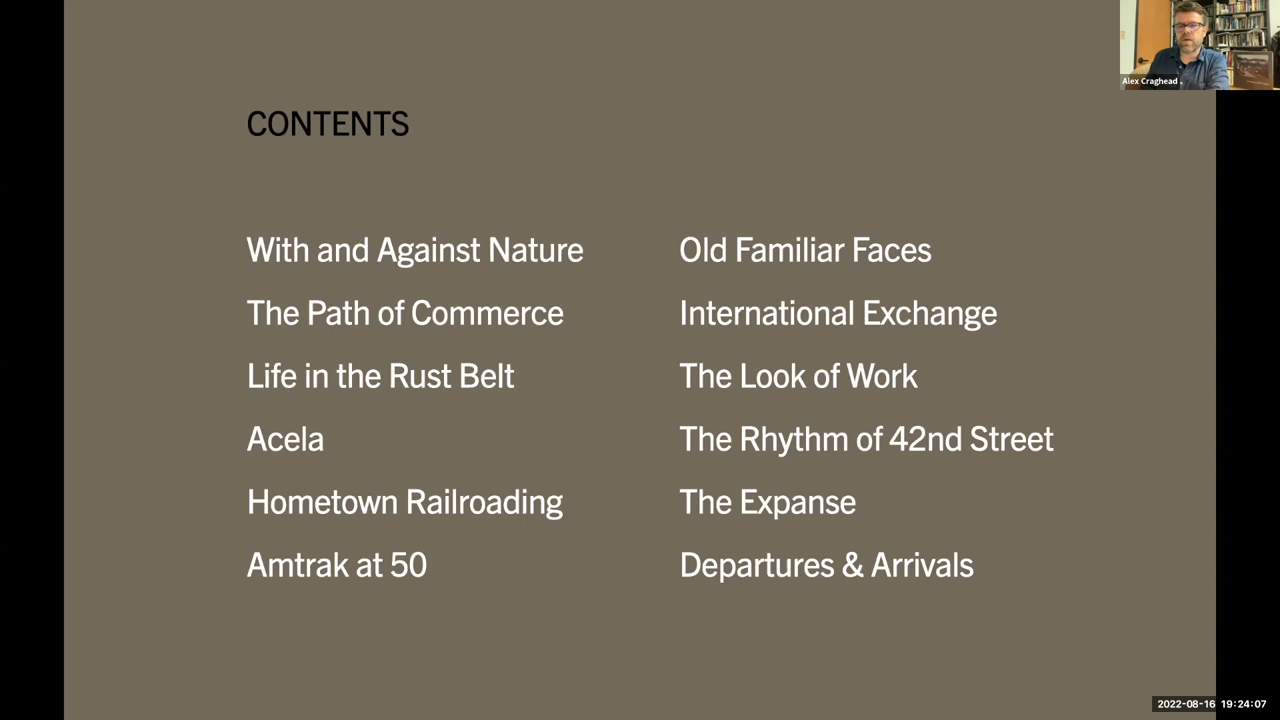 Alex Craghead
CONTENTS
With and Against Nature
The Path of Commerce
Life in the Rust Belt
Acela
Hometown Railroading
Amtrak at 50
Old Familiar Faces
International Exchange
The Look of Work
The Rhythm of 42nd Street
The Expanse
Departures & Arrivals
2022-08-16 19:24:07